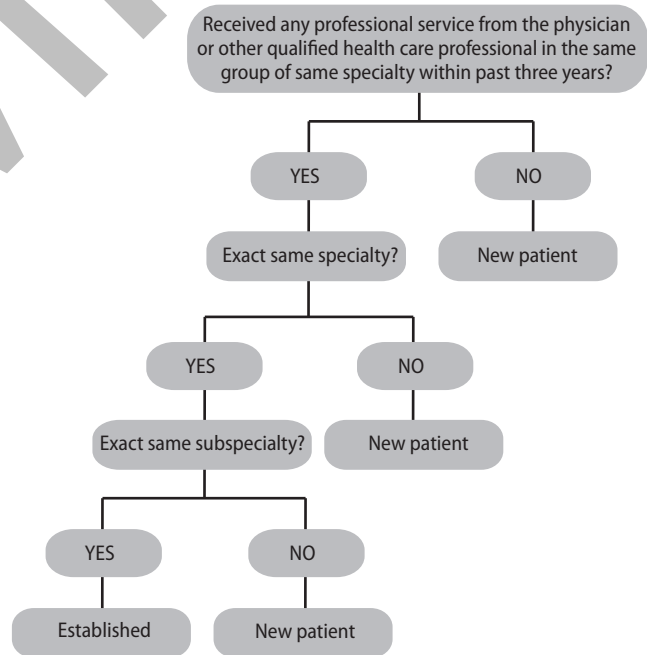 Received any professional service from the physician
or other qualified health care professional in the same
group of same specialty within past three years?
YES
NO
Exact same specialty?
New patient
YES
NO
Exact same subspecialty?
New patient
YES
NO
Established
New patient